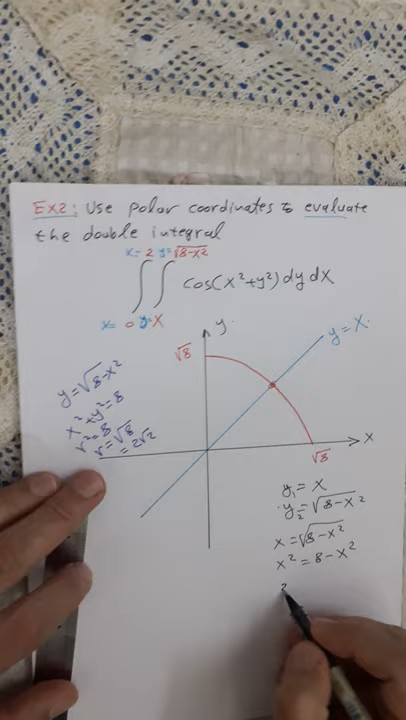 Ex2: Use polar coordinates to evaluate
the double integral
x=2 y=√(8-x²)
∫∫ cos(x²+y²) dy dx
x=0 y=x
y
y=x
√8
x
√8
y=√(8-x²)
x²+y²=8
r²=8
r=√8
=2√2
y₁=x
y₂=√(8-x²)
x=√(8-x²)
x²=8-x²
2